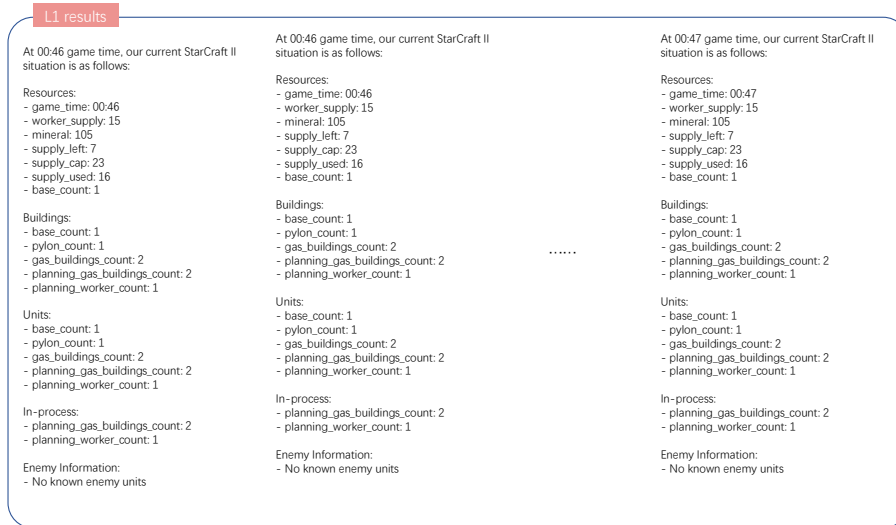 L1 results
At 00:46 game time, our current StarCraft II
situation is as follows:
Resources:
- game_time: 00:46
- worker_supply: 15
- mineral: 105
- supply_left: 7
- supply_cap: 23
- supply_used: 16
- base_count: 1
Buildings:
- base_count: 1
- pylon_count: 1
- gas_buildings_count: 2
- planning_gas_buildings_count: 2
- planning_worker_count: 1
Units:
- base_count: 1
- pylon_count: 1
- gas_buildings_count: 2
- planning_gas_buildings_count: 2
- planning_worker_count: 1
In-process:
- planning_gas_buildings_count: 2
- planning_worker_count: 1
Enemy Information:
- No known enemy units
At 00:46 game time, our current StarCraft II
situation is as follows:
Resources:
- game_time: 00:46
- worker_supply: 15
- mineral: 105
- supply_left: 7
- supply_cap: 23
- supply_used: 16
- base_count: 1
Buildings:
- base_count: 1
- pylon_count: 1
- gas_buildings_count: 2
- planning_gas_buildings_count: 2
- planning_worker_count: 1
Units:
- base_count: 1
- pylon_count: 1
- gas_buildings_count: 2
- planning_gas_buildings_count: 2
- planning_worker_count: 1
In-process:
- planning_gas_buildings_count: 2
- planning_worker_count: 1
Enemy Information:
- No known enemy units
......
At 00:47 game time, our current StarCraft II
situation is as follows:
Resources:
- game_time: 00:47
- worker_supply: 15
- mineral: 105
- supply_left: 7
- supply_cap: 23
- supply_used: 16
- base_count: 1
Buildings:
- base_count: 1
- pylon_count: 1
- gas_buildings_count: 2
- planning_gas_buildings_count: 2
- planning_worker_count: 1
Units:
- base_count: 1
- pylon_count: 1
- gas_buildings_count: 2
- planning_gas_buildings_count: 2
- planning_worker_count: 1
In-process:
- planning_gas_buildings_count: 2
- planning_worker_count: 1
Enemy Information:
- No known enemy units